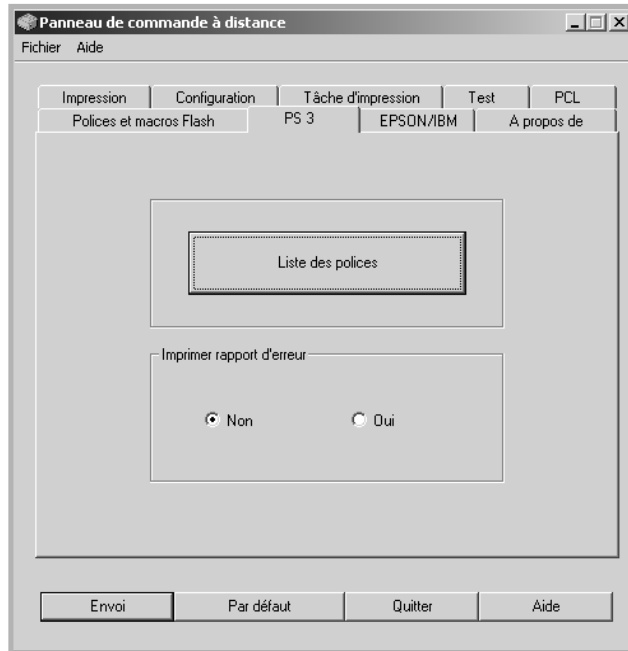 Panneau de commande à distance
Fichier Aide
Impression Configuration Tâche d'impression Test PCL
Polices et macros Flash PS 3 EPSON/IBM A propos de
Liste des polices
Imprimer rapport d'erreur
Non Oui
Envoi Par défaut Quitter Aide